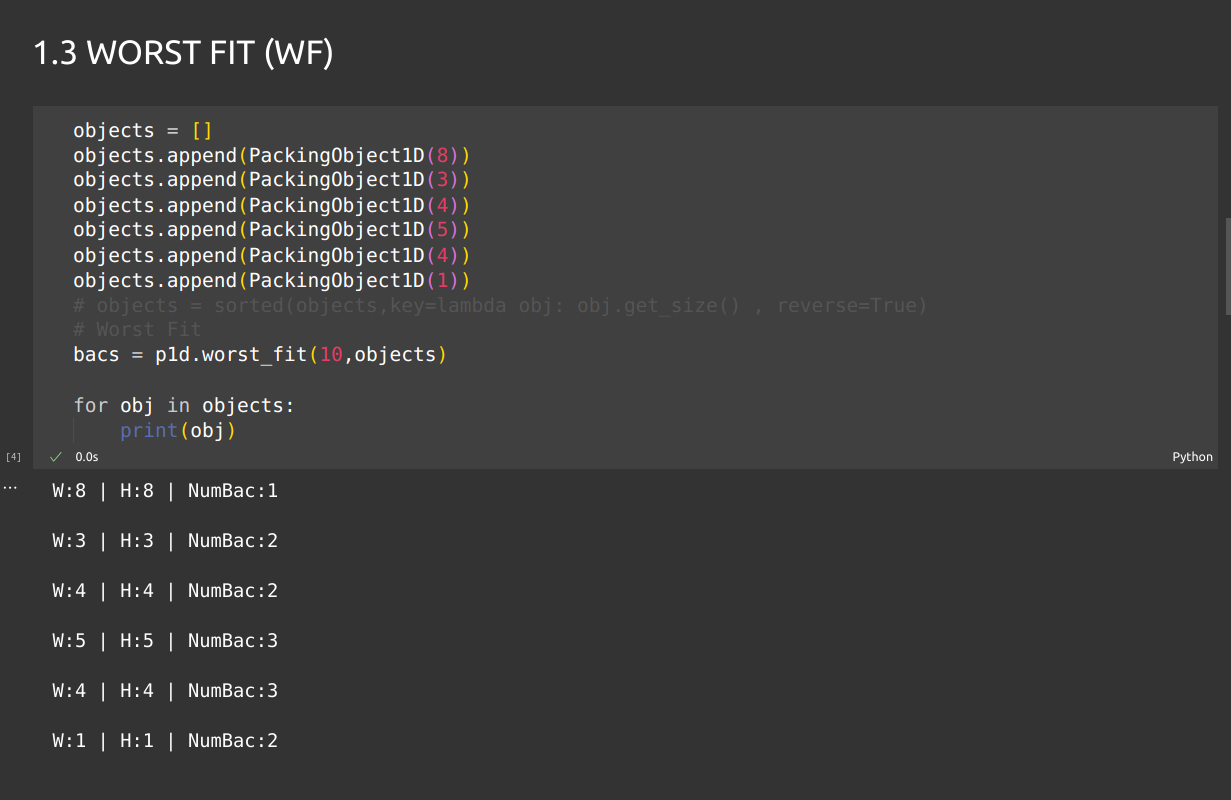 1.3 WORST FIT (WF)
objects = []
objects.append(PackingObject1D(8))
objects.append(PackingObject1D(3))
objects.append(PackingObject1D(4))
objects.append(PackingObject1D(5))
objects.append(PackingObject1D(4))
objects.append(PackingObject1D(1))
# objects = sorted(objects,key=lambda obj: obj.get_size() , reverse=True)
# Worst Fit
bacs = p1d.worst_fit(10,objects)
for obj in objects:
    print(obj)
[4] ✓ 0.0s Python
... W:8 | H:8 | NumBac:1
W:3 | H:3 | NumBac:2
W:4 | H:4 | NumBac:2
W:5 | H:5 | NumBac:3
W:4 | H:4 | NumBac:3
W:1 | H:1 | NumBac:2